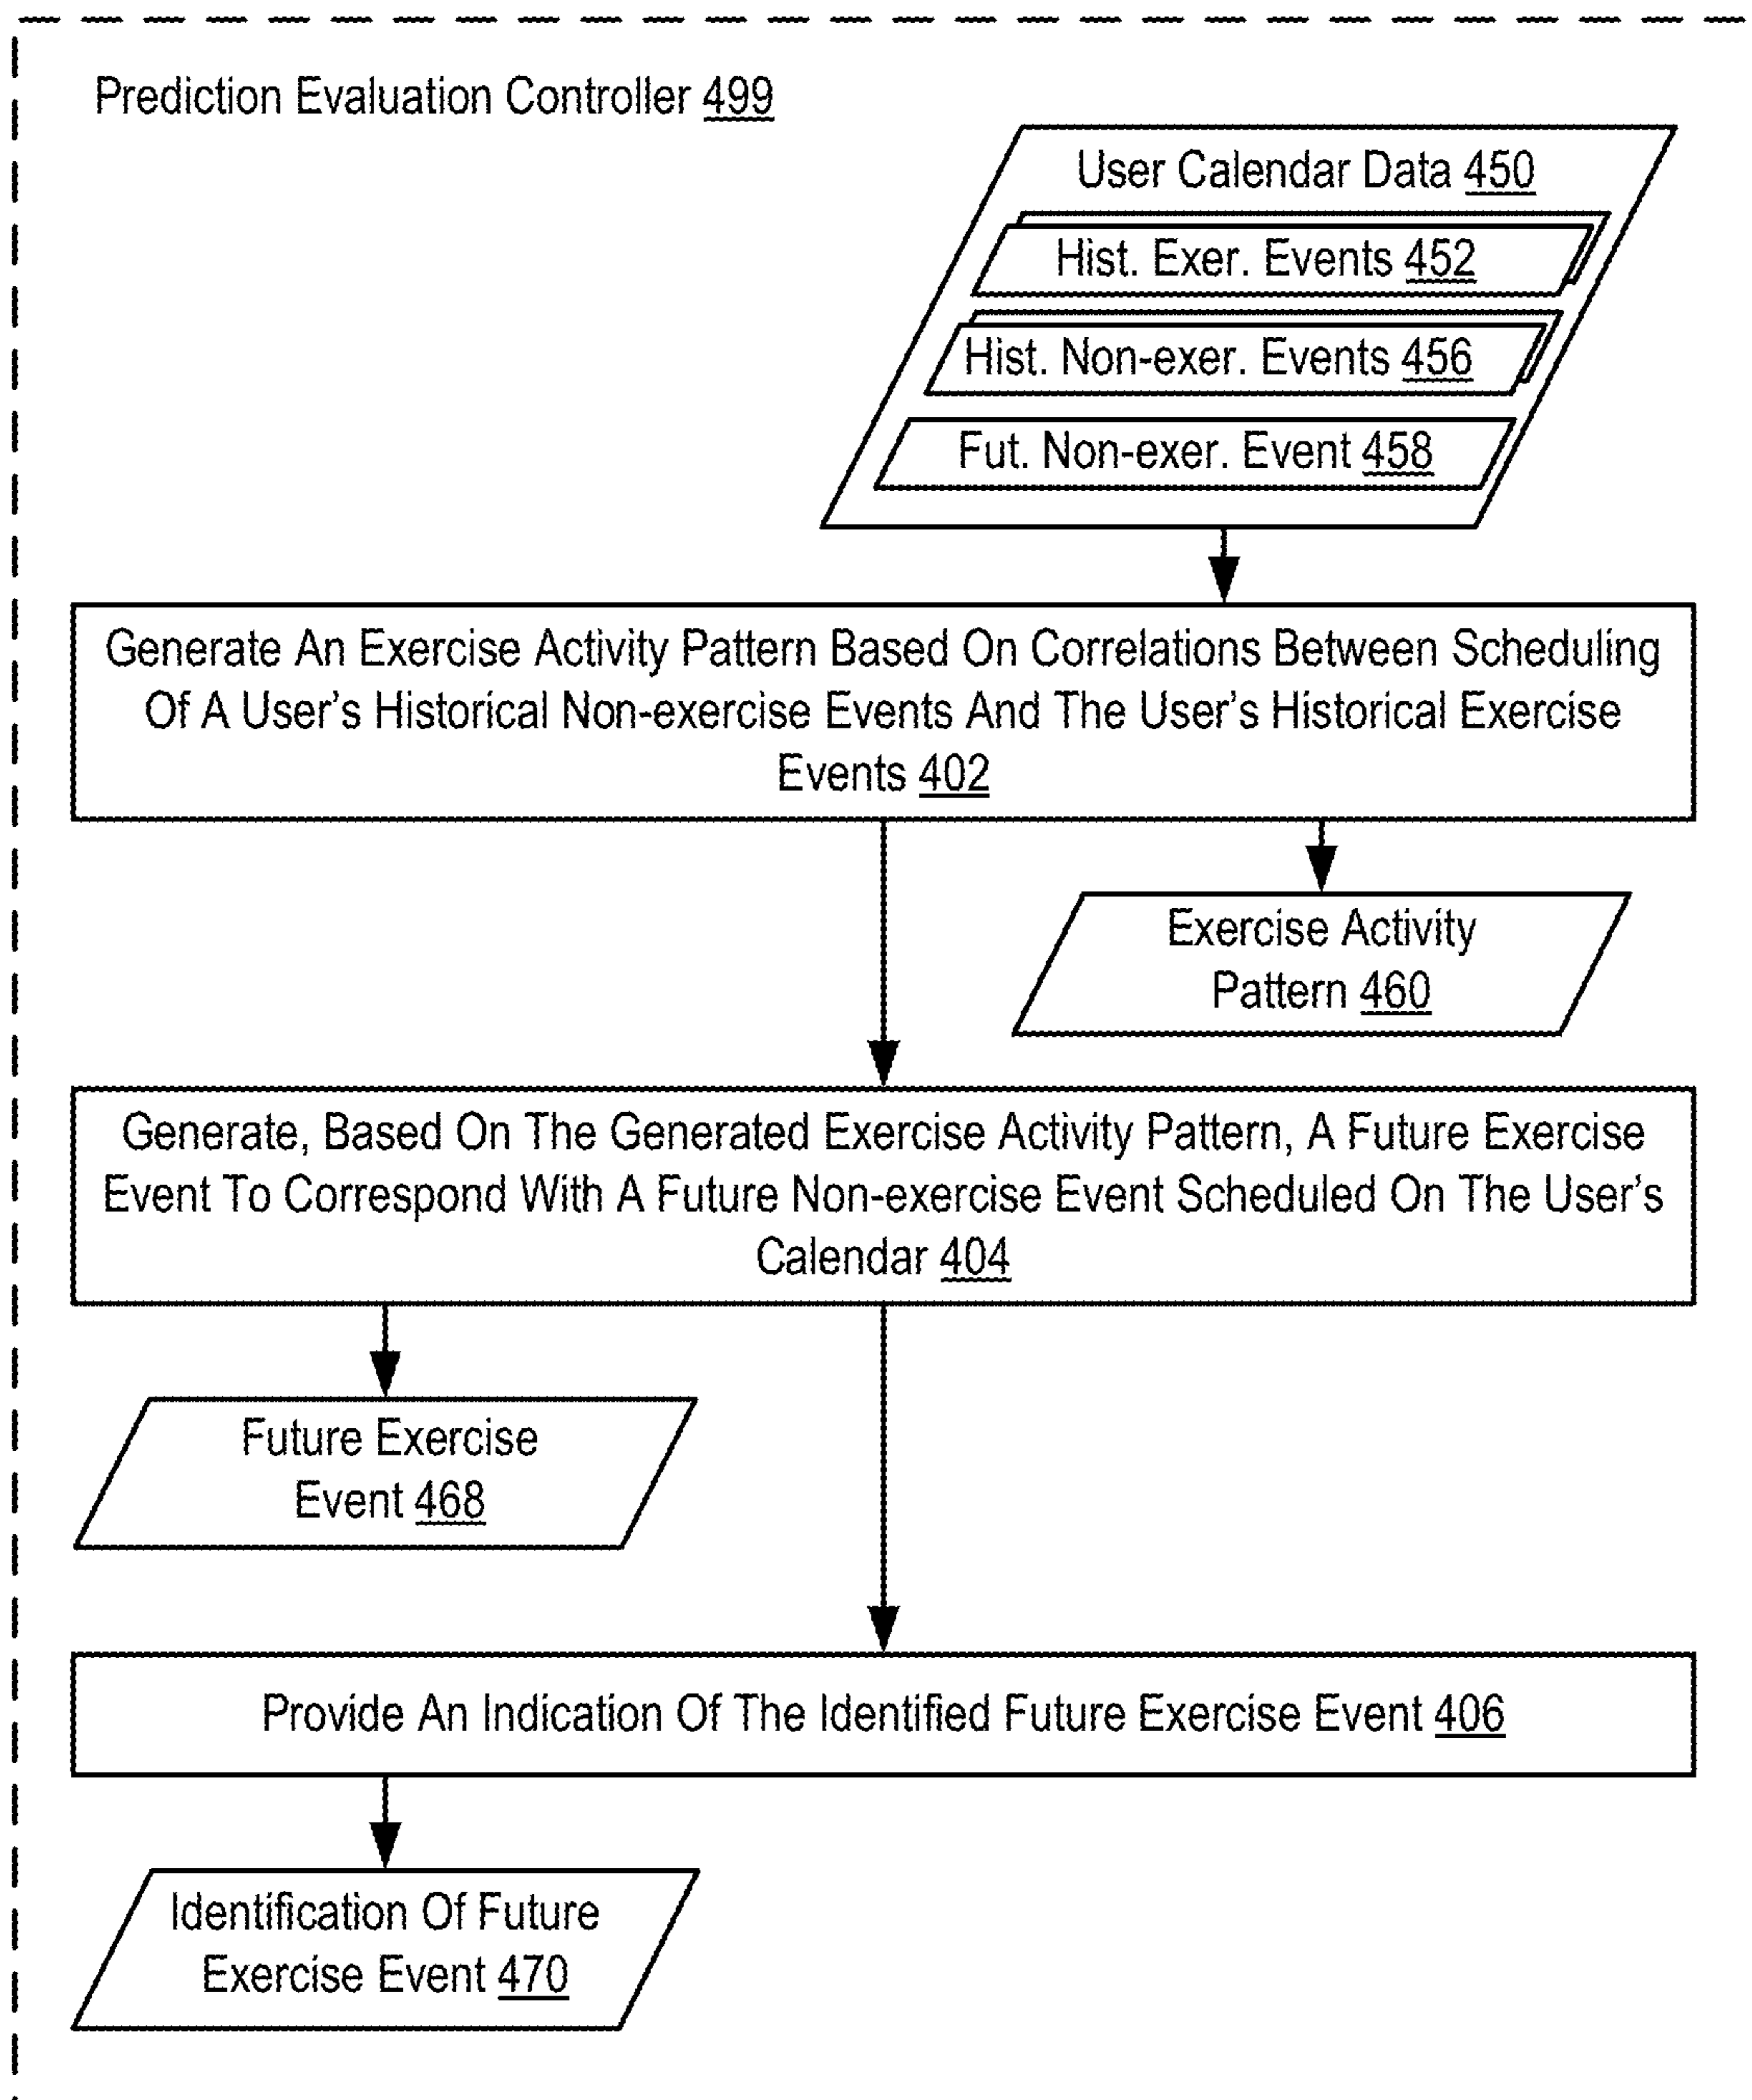 Prediction Evaluation Controller 499
User Calendar Data 450
Hist. Exer. Events 452
Hist. Non-exer. Events 456
Fut. Non-exer. Event 458
Generate An Exercise Activity Pattern Based On Correlations Between Scheduling
Of A User's Historical Non-exercise Events And The User's Historical Exercise
Events 402
Exercise Activity
Pattern 460
Generate, Based On The Generated Exercise Activity Pattern, A Future Exercise
Event To Correspond With A Future Non-exercise Event Scheduled On The User's
Calendar 404
Future Exercise
Event 468
Provide An Indication Of The Identified Future Exercise Event 406
Identification Of Future
Exercise Event 470